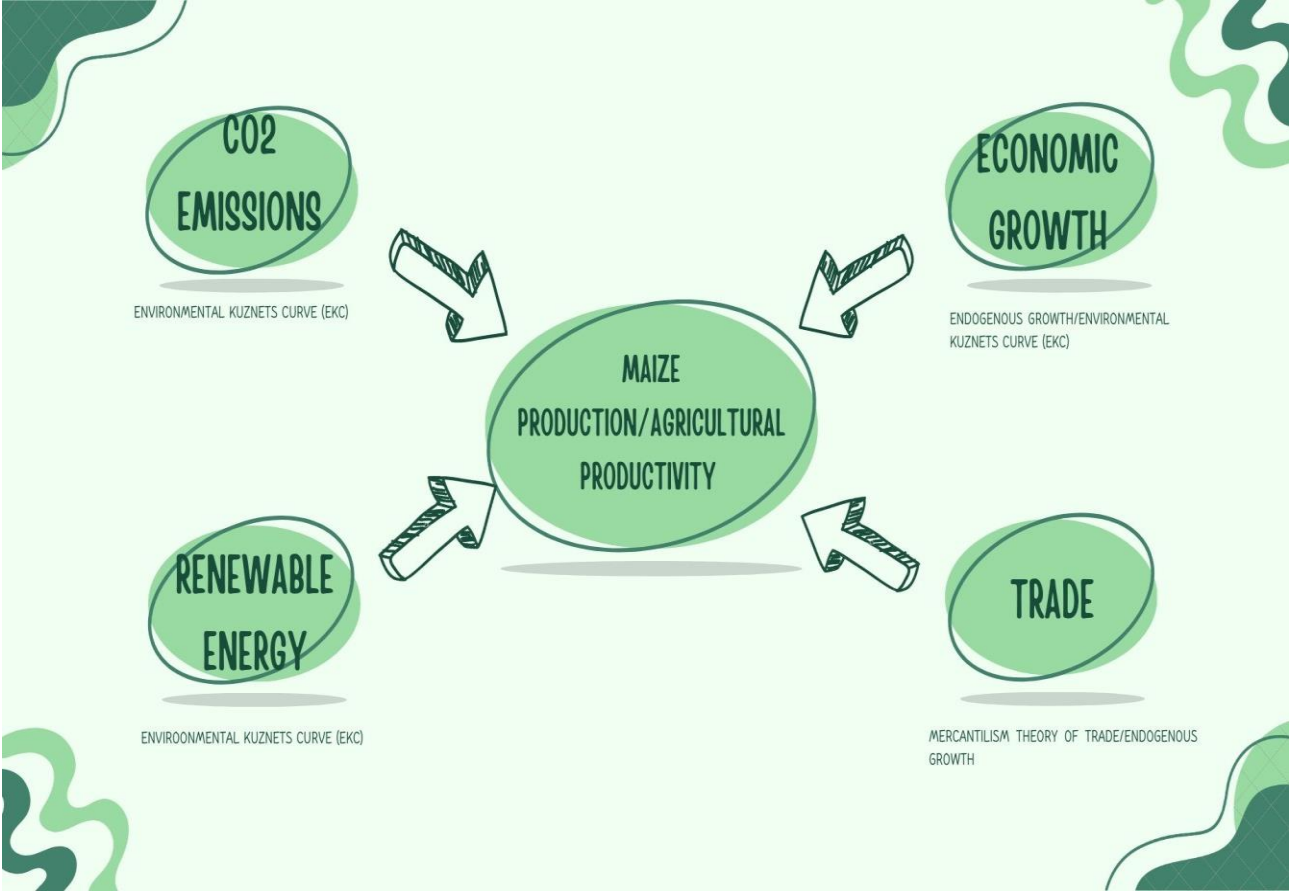 CO2
EMISSIONS
ENVIRONMENTAL KUZNETS CURVE (EKC)
ECONOMIC
GROWTH
ENDOGENOUS GROWTH/ENVIRONMENTAL
KUZNETS CURVE (EKC)
MAIZE
PRODUCTION/AGRICULTURAL
PRODUCTIVITY
RENEWABLE
ENERGY
ENVIROONMENTAL KUZNETS CURVE (EKC)
TRADE
MERCANTILISM THEORY OF TRADE/ENDOGENOUS
GROWTH